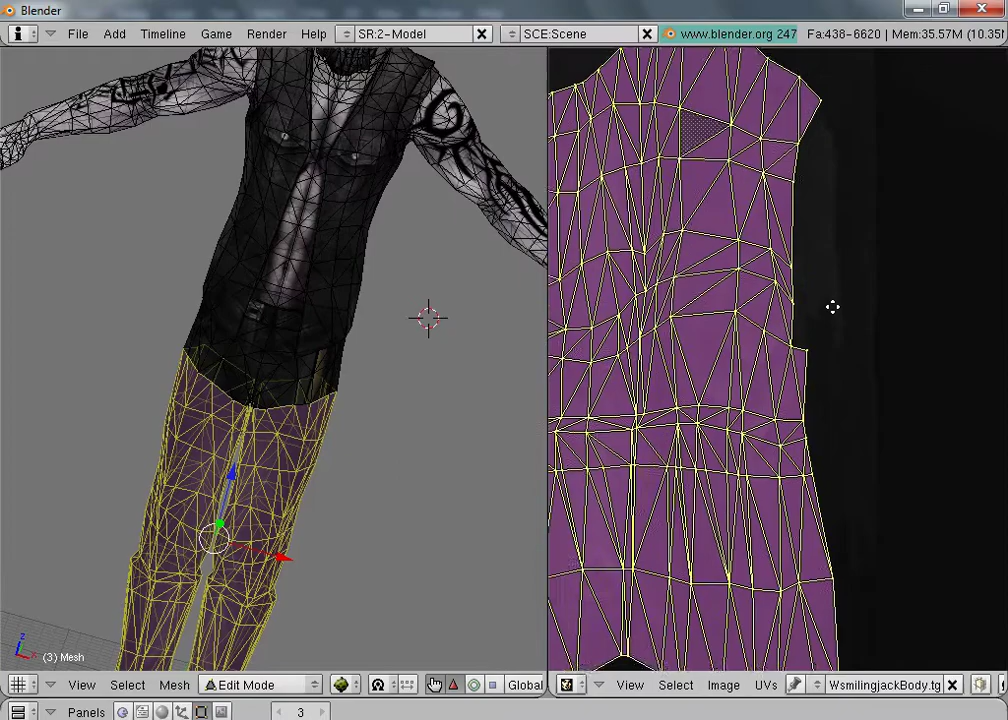 Blender
File Add Timeline Game Render Help SR:2-Model SCE:Scene www.blender.org 247 Fa:438-6620 | Mem:35.57M
z
(3) Mesh
View Select Mesh Edit Mode Global View Select Image UVs WsmilingjackBody.tg
Panels 3